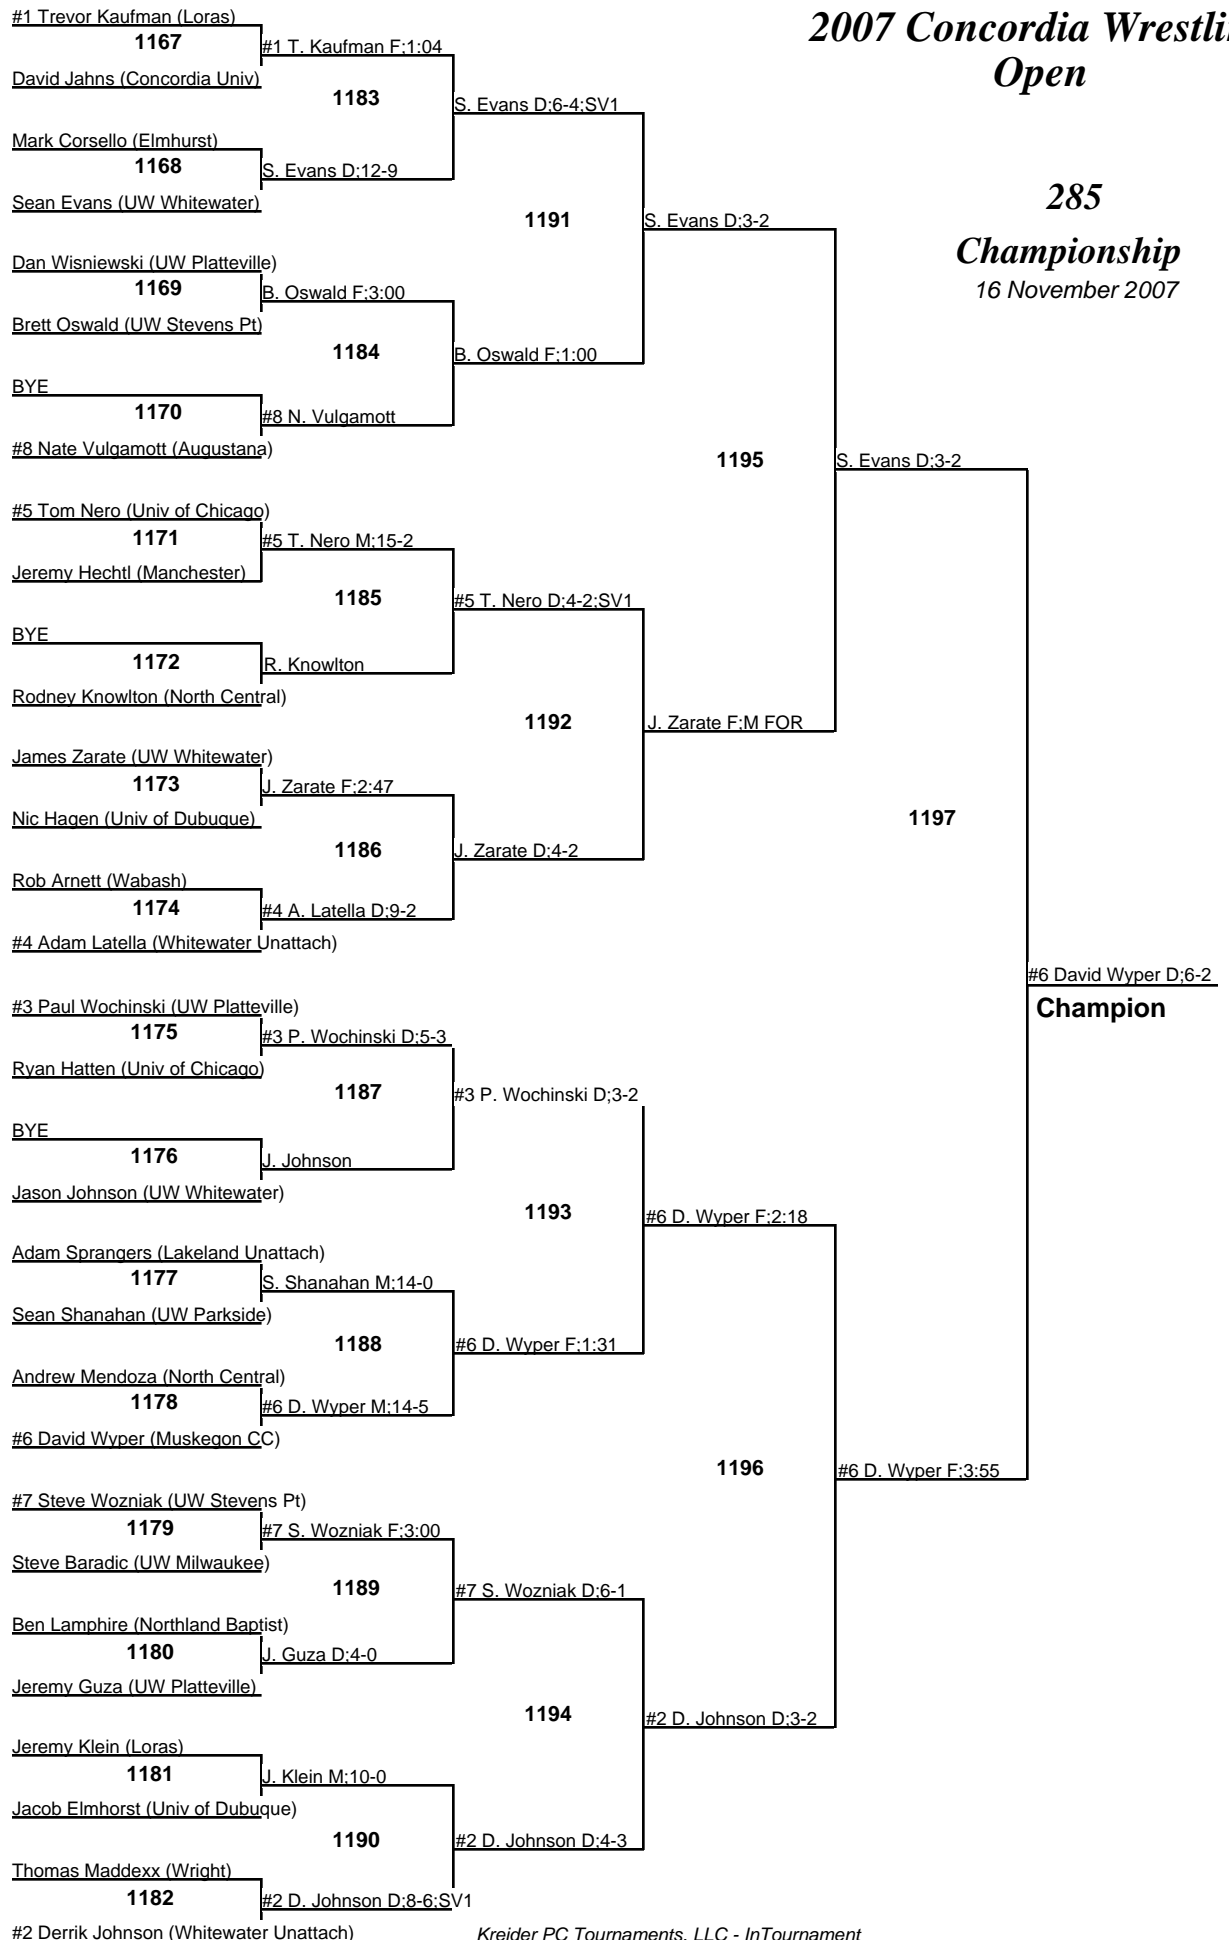 2007 Concordia Wrestli
Open
285
Championship
16 November 2007
#1 Trevor Kaufman (Loras)
1167
#1 T. Kaufman F;1:04
David Jahns (Concordia Univ)
1183
S. Evans D;6-4;SV1
Mark Corsello (Elmhurst)
1168
S. Evans D;12-9
Sean Evans (UW Whitewater)
1191
S. Evans D;3-2
Dan Wisniewski (UW Platteville)
1169
B. Oswald F;3:00
Brett Oswald (UW Stevens Pt)
1184
B. Oswald F;1:00
BYE
1170
#8 N. Vulgamott
#8 Nate Vulgamott (Augustana)
1195
S. Evans D;3-2
#5 Tom Nero (Univ of Chicago)
1171
#5 T. Nero M;15-2
Jeremy Hechtl (Manchester)
1185
#5 T. Nero D;4-2;SV1
BYE
1172
R. Knowlton
Rodney Knowlton (North Central)
1192
J. Zarate F;M FOR
James Zarate (UW Whitewater)
1173
J. Zarate F;2:47
Nic Hagen (Univ of Dubuque)
1197
1186
J. Zarate D;4-2
Rob Arnett (Wabash)
1174
#4 A. Latella D;9-2
#4 Adam Latella (Whitewater Unattach)
#6 David Wyper D;6-2
Champion
#3 Paul Wochinski (UW Platteville)
1175
#3 P. Wochinski D;5-3
Ryan Hatten (Univ of Chicago)
1187
#3 P. Wochinski D;3-2
BYE
1176
J. Johnson
Jason Johnson (UW Whitewater)
1193
#6 D. Wyper F;2:18
Adam Sprangers (Lakeland Unattach)
1177
S. Shanahan M;14-0
Sean Shanahan (UW Parkside)
1188
#6 D. Wyper F;1:31
Andrew Mendoza (North Central)
1178
#6 D. Wyper M;14-5
#6 David Wyper (Muskegon CC)
1196
#6 D. Wyper F;3:55
#7 Steve Wozniak (UW Stevens Pt)
1179
#7 S. Wozniak F;3:00
Steve Baradic (UW Milwaukee)
1189
#7 S. Wozniak D;6-1
Ben Lamphire (Northland Baptist)
1180
J. Guza D;4-0
Jeremy Guza (UW Platteville)
1194
#2 D. Johnson D;3-2
Jeremy Klein (Loras)
1181
J. Klein M;10-0
Jacob Elmhorst (Univ of Dubuque)
1190
#2 D. Johnson D;4-3
Thomas Maddexx (Wright)
1182
#2 D. Johnson D;8-6;SV1
#2 Derrik Johnson (Whitewater Unattach)
Kreider PC Tournaments, LLC - InTournament